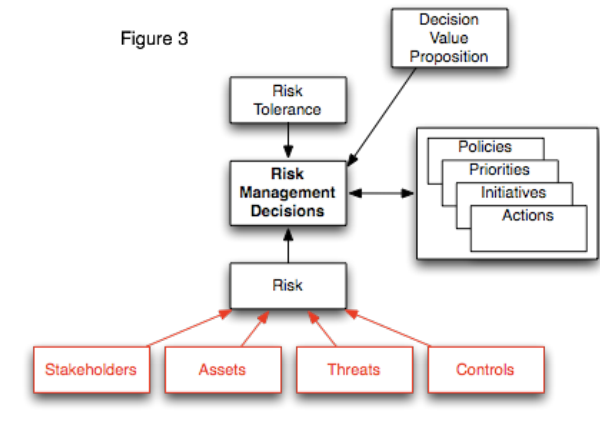 Figure 3
Decision
Value
Proposition
Risk
Tolerance
Policies
Priorities
Initiatives
Actions
Risk
Management
Decisions
Risk
Stakeholders
Assets
Threats
Controls